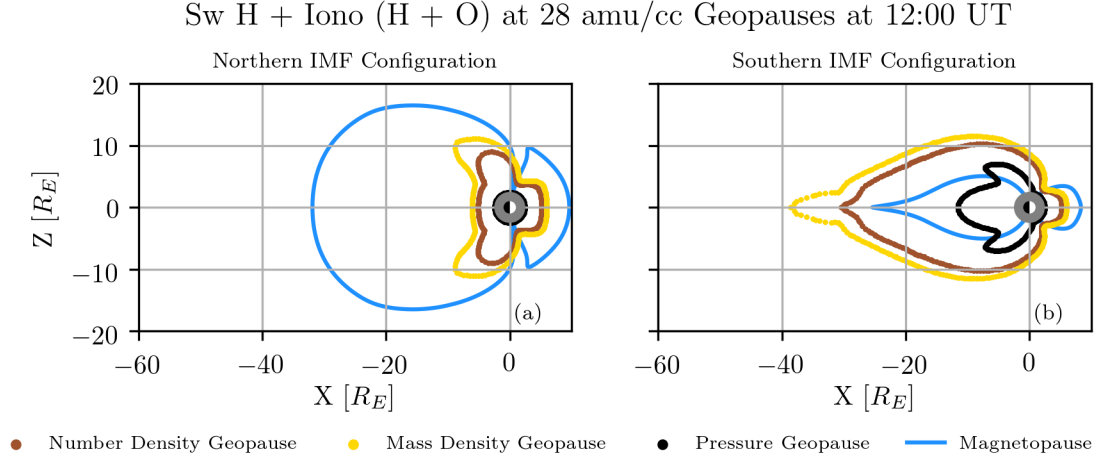 Sw H + Iono (H + O) at 28 amu/cc Geopauses at 12:00 UT
Northern IMF Configuration
Southern IMF Configuration
20
10
0
−10
−20
Z [R_E]
(a)
(b)
−60
−40
−20
0
−60
−40
−20
0
X [R_E]
X [R_E]
Number Density Geopause
Mass Density Geopause
Pressure Geopause
Magnetopause